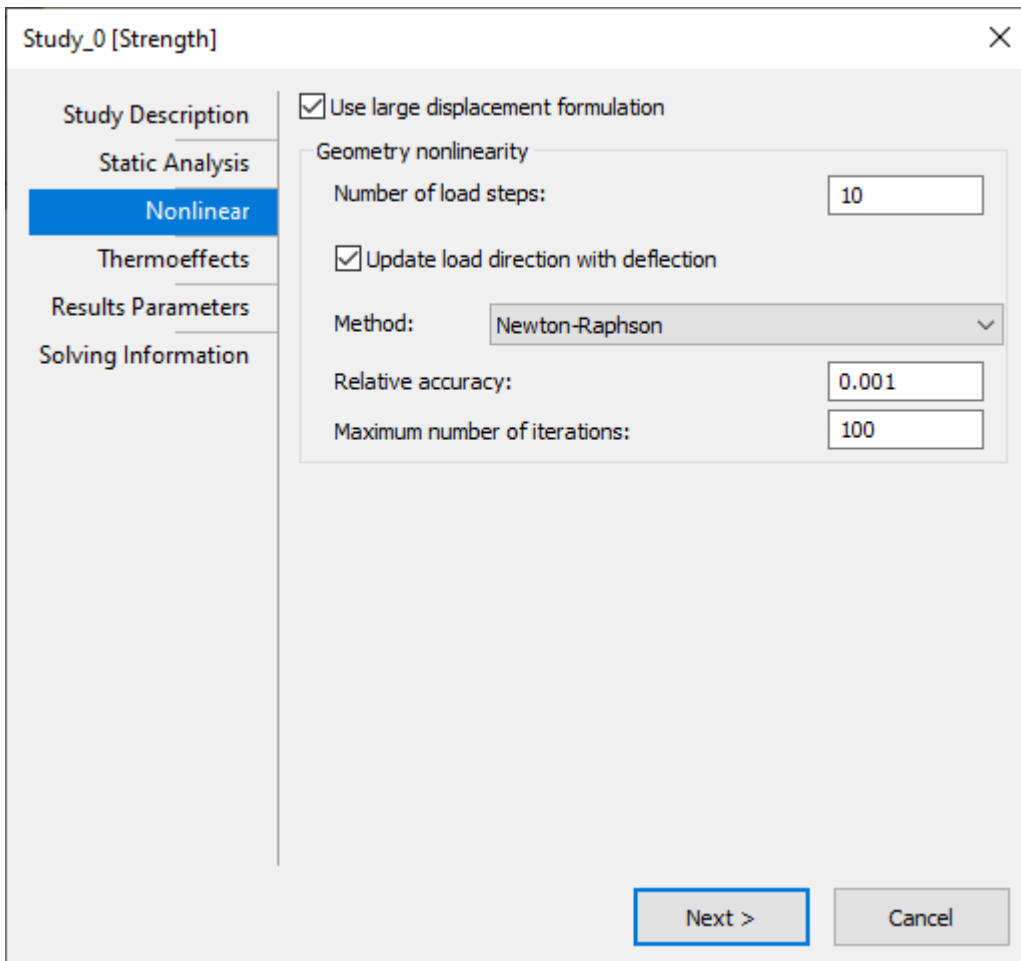 Study_0 [Strength]
Study Description
Static Analysis
Nonlinear
Thermoeffects
Results Parameters
Solving Information
Use large displacement formulation
Geometry nonlinearity
Number of load steps: 10
Update load direction with deflection
Method: Newton-Raphson
Relative accuracy: 0.001
Maximum number of iterations: 100
Next >
Cancel